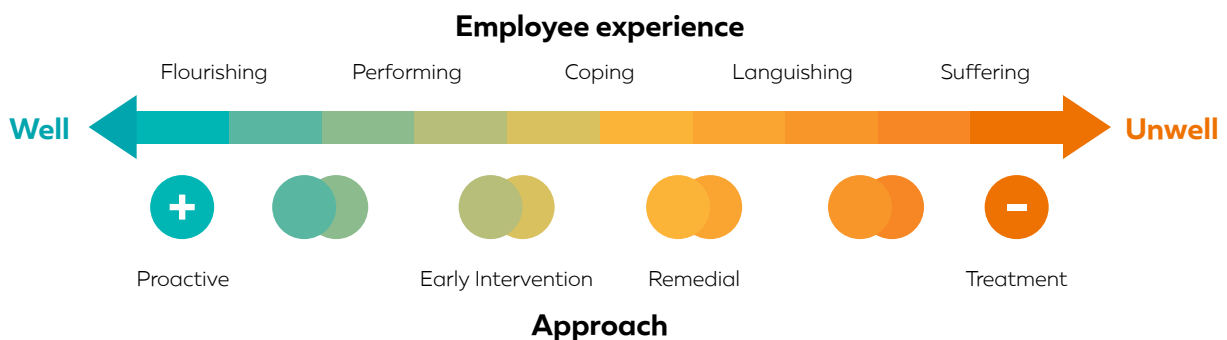 Employee experience
Flourishing Performing Coping Languishing Suffering
Well Unwell
+ -
Proactive Early Intervention Remedial Treatment
Approach